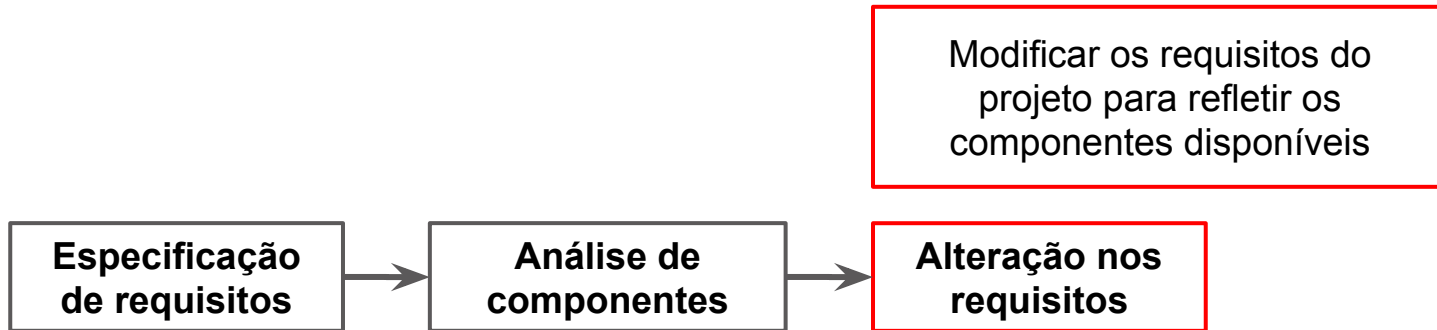 Modificar os requisitos do
projeto para refletir os
componentes disponíveis
Especificação
de requisitos
Análise de
componentes
Alteração nos
requisitos